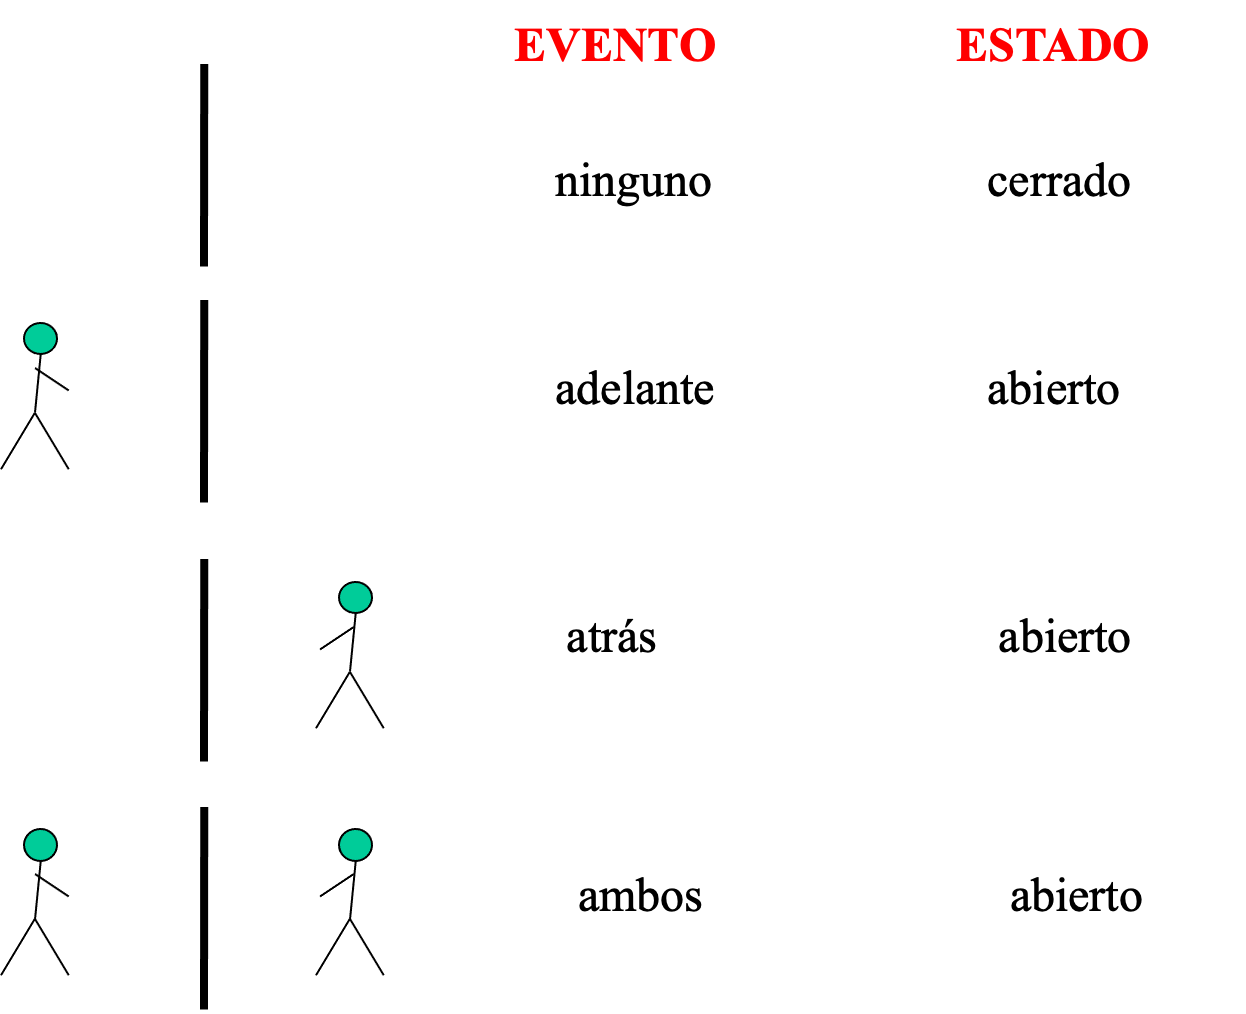 EVENTO ESTADO
ninguno cerrado
adelante abierto
atrás abierto
ambos abierto